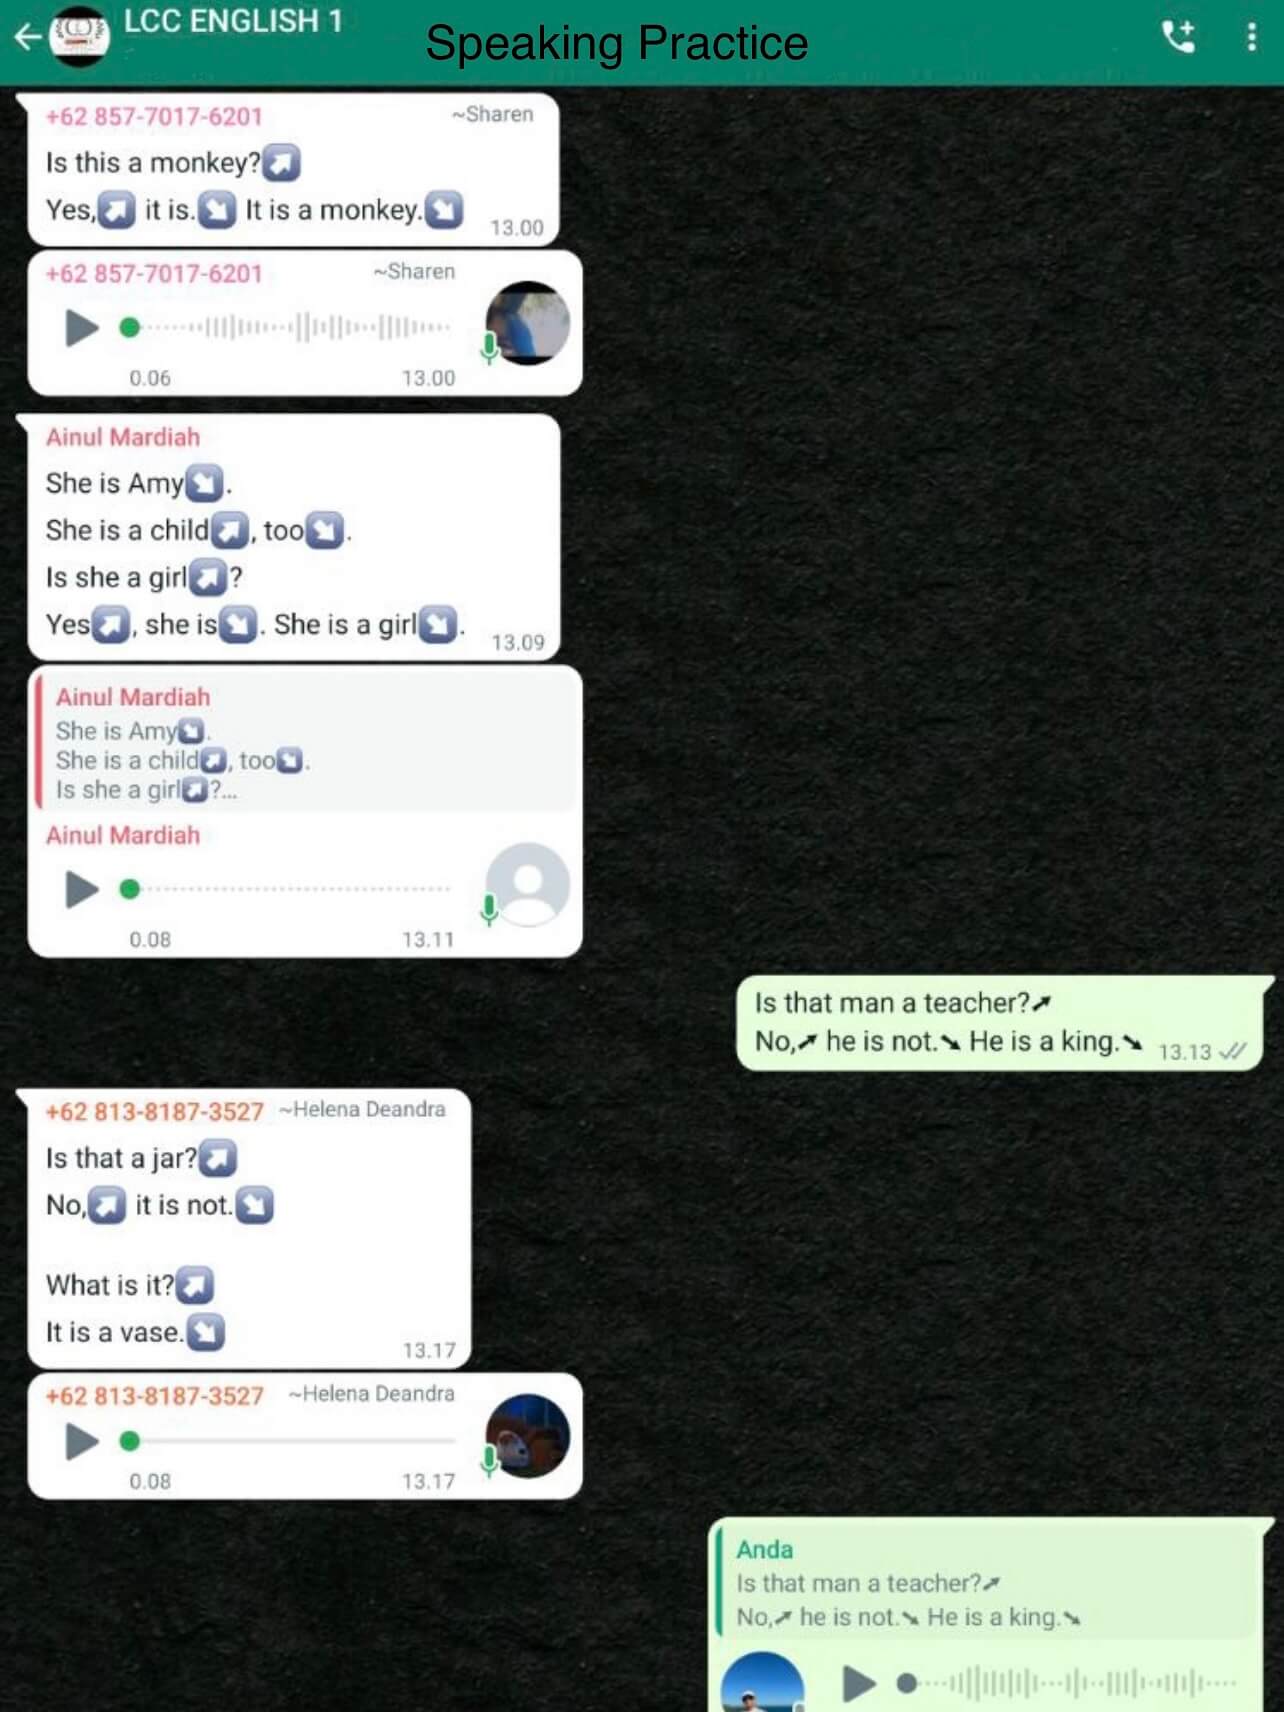 LCC ENGLISH 1
Speaking Practice
+62 857-7017-6201 ~Sharen
Is this a monkey?↗️
Yes,↗️ it is.↘️ It is a monkey.↘️
13.00
+62 857-7017-6201 ~Sharen
0.06 13.00
Ainul Mardiah
She is Amy↘️.
She is a child↗️, too↘️.
Is she a girl↗️?
Yes↗️, she is↘️. She is a girl↘️.
13.09
Ainul Mardiah
She is Amy↘️.
She is a child↗️, too↘️.
Is she a girl↗️?...
Ainul Mardiah
0.08 13.11
Is that man a teacher?➚
No,➚ he is not.➘ He is a king.➘ 13.13
+62 813-8187-3527 ~Helena Deandra
Is that a jar?↗️
No,↗️ it is not.↘️
What is it?↗️
It is a vase.↘️
13.17
+62 813-8187-3527 ~Helena Deandra
0.08 13.17
Anda
Is that man a teacher?➚
No,➚ he is not.➘ He is a king.➘